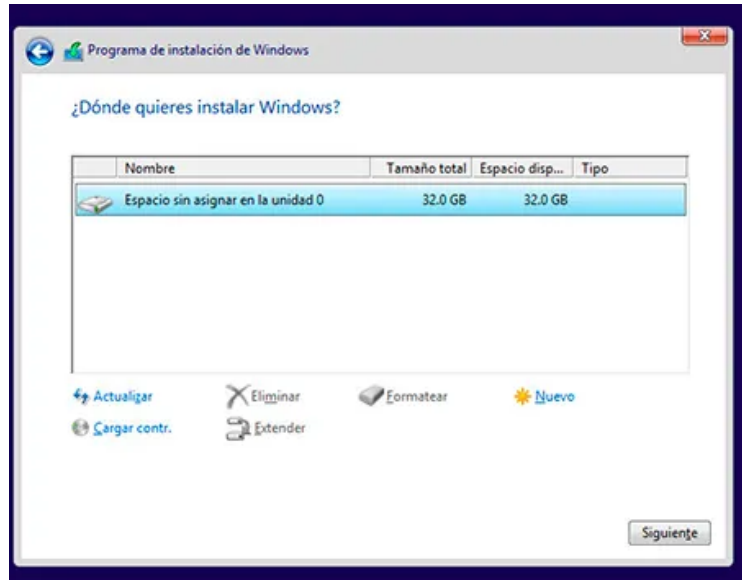 Programa de instalación de Windows
¿Dónde quieres instalar Windows?
Nombre Tamaño total Espacio disp... Tipo
Espacio sin asignar en la unidad 0 32.0 GB 32.0 GB
Actualizar Eliminar Formatear Nuevo
Cargar contr. Extender
Siguiente